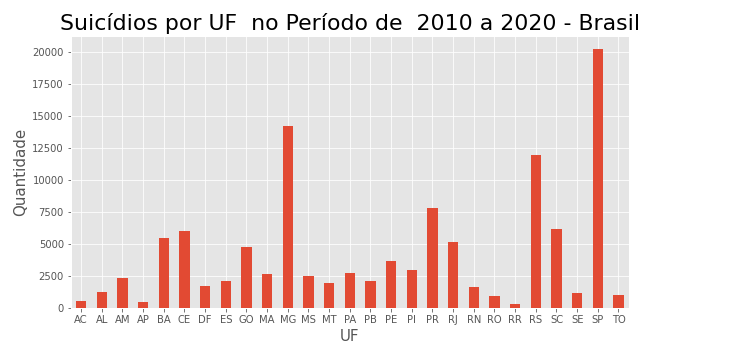 Suicídios por UF  no Período de  2010 a 2020 - Brasil
20000
17500
15000
12500
10000
7500
5000
2500
0
Quantidade
AC AL AM AP BA CE DF ES GO MA MG MS MT PA PB PE PI PR RJ RN RO RR RS SC SE SP TO
UF